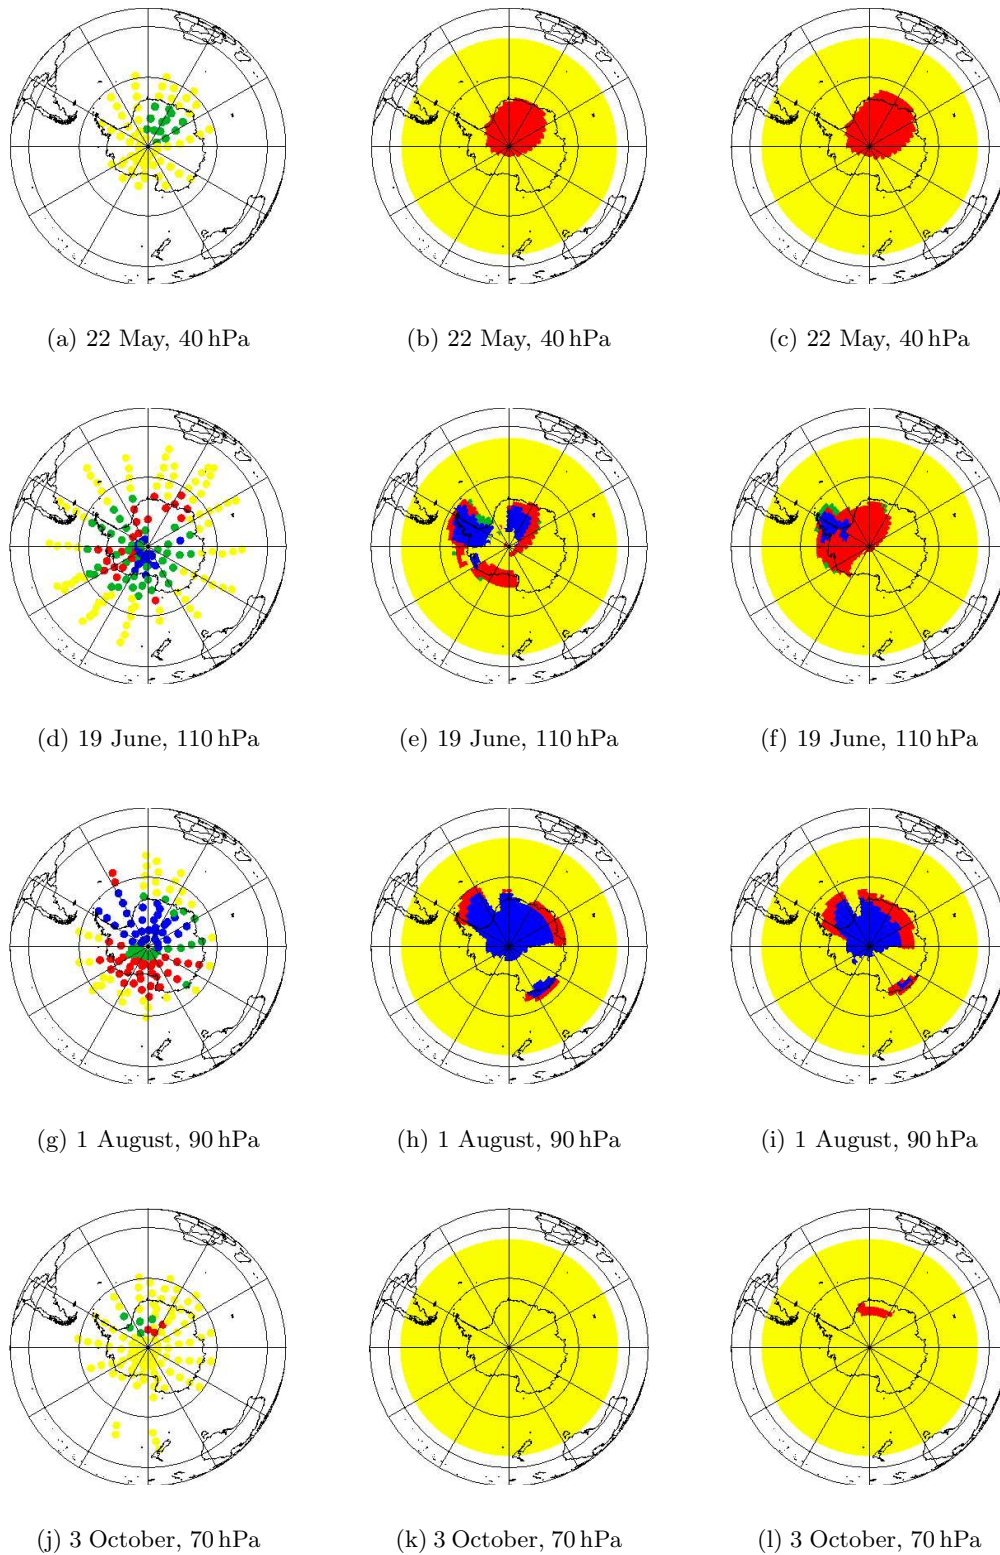 (a) 22 May, 40 hPa
(b) 22 May, 40 hPa
(c) 22 May, 40 hPa
(d) 19 June, 110 hPa
(e) 19 June, 110 hPa
(f) 19 June, 110 hPa
(g) 1 August, 90 hPa
(h) 1 August, 90 hPa
(i) 1 August, 90 hPa
(j) 3 October, 70 hPa
(k) 3 October, 70 hPa
(l) 3 October, 70 hPa